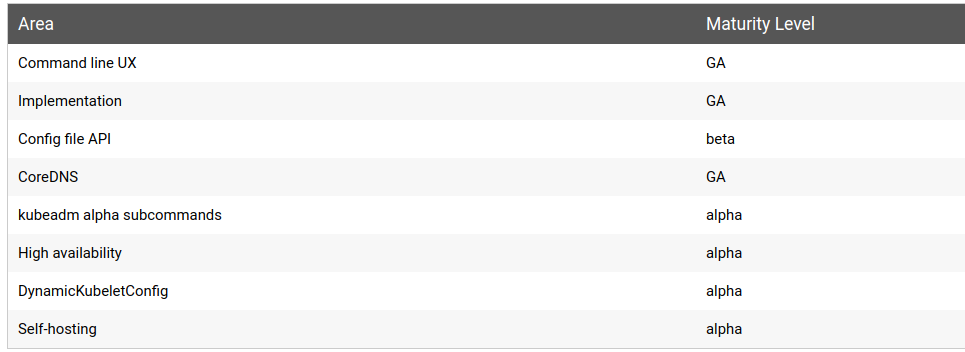 Area Maturity Level
Command line UX GA
Implementation GA
Config file API beta
CoreDNS GA
kubeadm alpha subcommands alpha
High availability alpha
DynamicKubeletConfig alpha
Self-hosting alpha